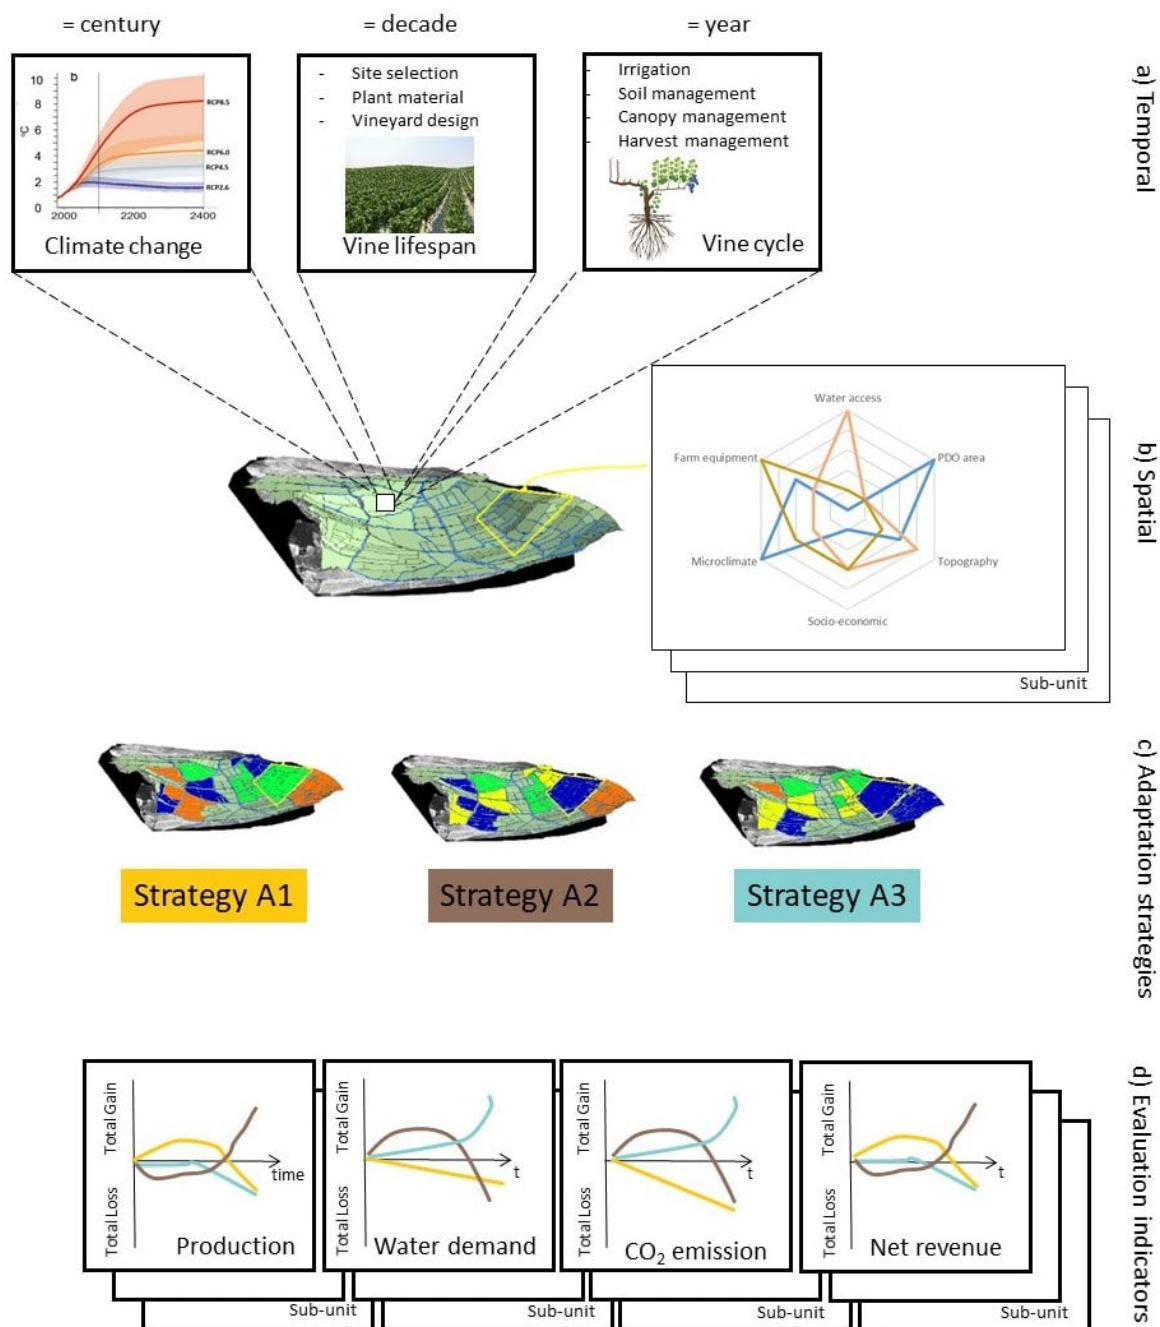 = century
= decade
= year
a) Temporal
10
8
6
4
2
0
°C
b
RCP8.5
RCP6.0
RCP4.5
RCP2.6
2000
2200
2400
Climate change
- Site selection
- Plant material
- Vineyard design
Vine lifespan
- Irrigation
- Soil management
- Canopy management
- Harvest management
Vine cycle
b) Spatial
Water access
Farm equipment
PDO area
Microclimate
Topography
Socio-economic
Sub-unit
c) Adaptation strategies
Strategy A1
Strategy A2
Strategy A3
d) Evaluation indicators
Total Gain
Total Loss
time
Production
Sub-unit
Total Gain
Total Loss
t
Water demand
Sub-unit
Total Gain
Total Loss
t
CO2 emission
Sub-unit
Total Gain
Total Loss
t
Net revenue
Sub-unit